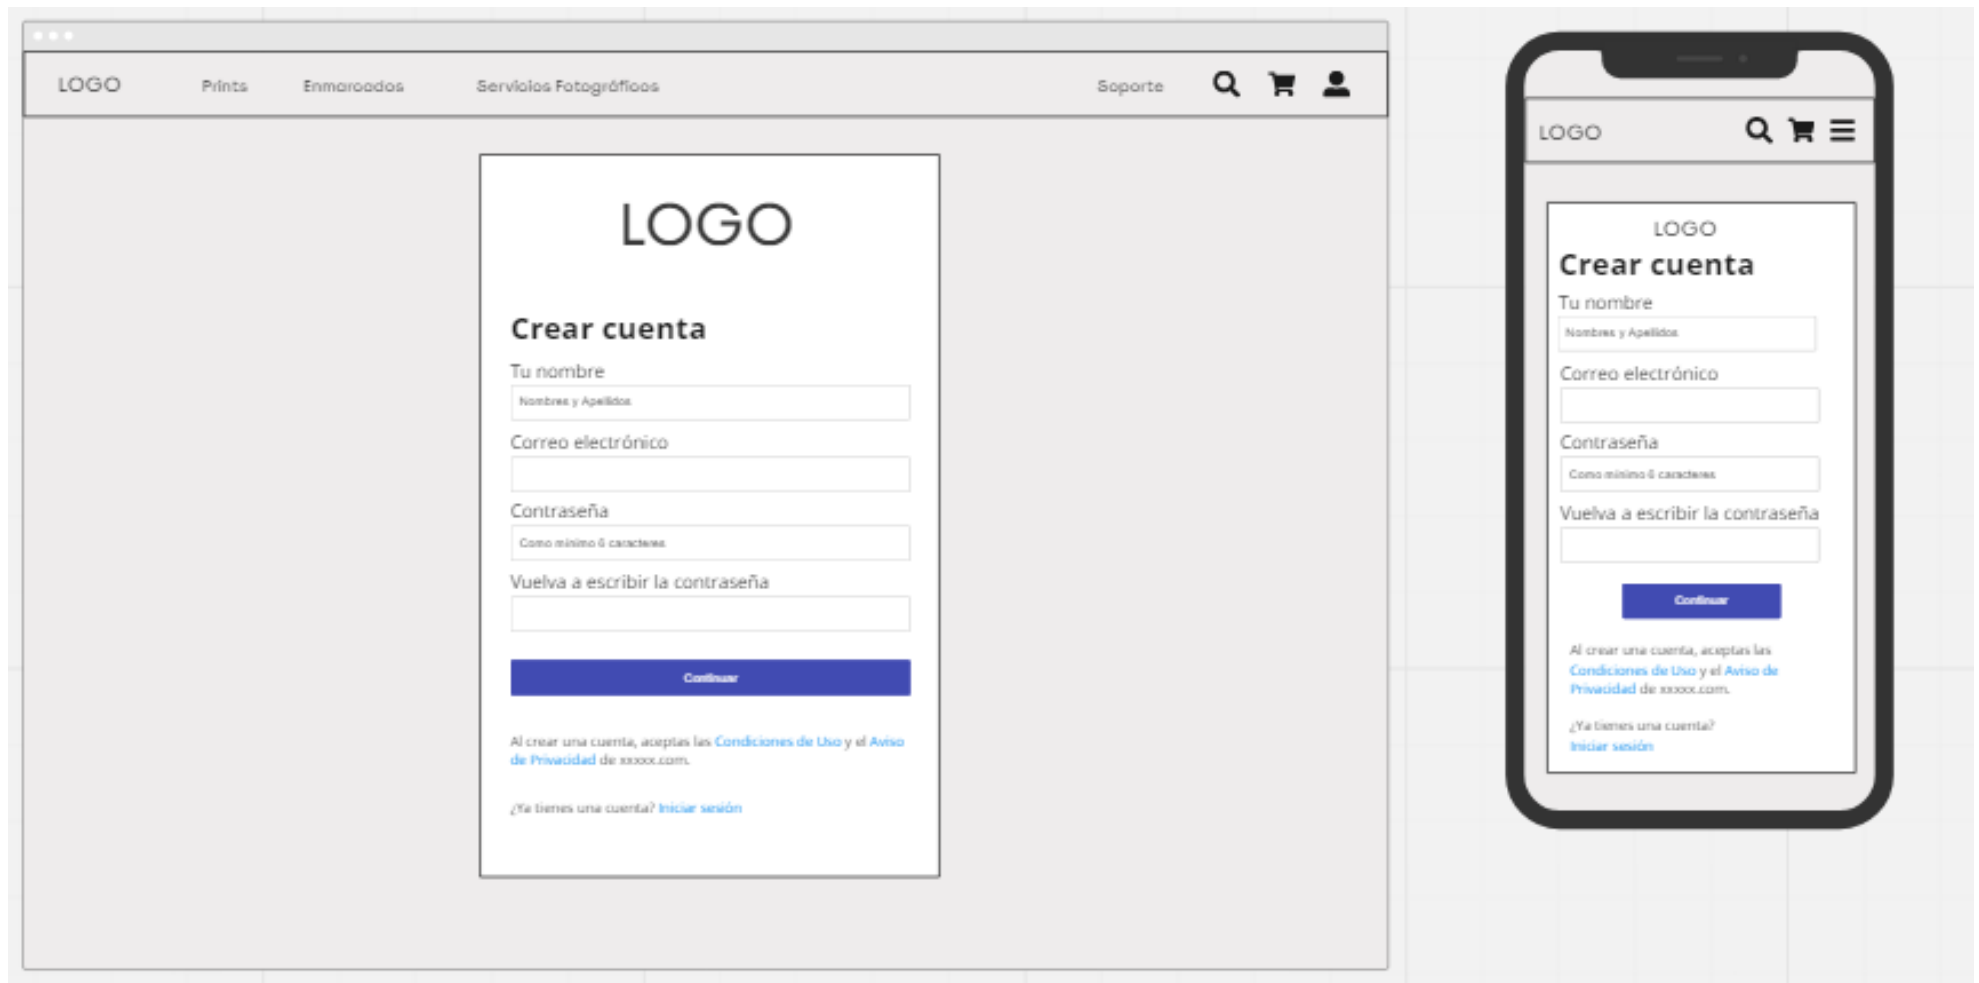 LOGO
Prints
Enmarcados
Servicios Fotográficos
Soporte
LOGO
Crear cuenta
Tu nombre
Nombres y Apellidos
Correo electrónico
Contraseña
Como mínimo 6 caracteres
Vuelva a escribir la contraseña
Continuar
Al crear una cuenta, aceptas las Condiciones de Uso y el Aviso
de Privacidad de xxxxx.com.
¿Ya tienes una cuenta? Iniciar sesión
LOGO
LOGO
Crear cuenta
Tu nombre
Nombres y Apellidos
Correo electrónico
Contraseña
Como mínimo 6 caracteres
Vuelva a escribir la contraseña
Continuar
Al crear una cuenta, aceptas las
Condiciones de Uso y el Aviso de
Privacidad de xxxxx.com.
¿Ya tienes una cuenta?
Iniciar sesión